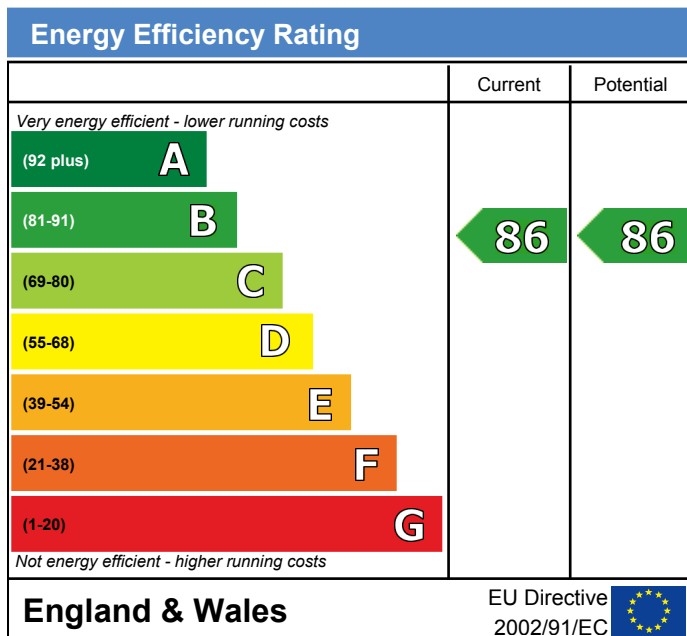 Energy Efficiency Rating
Current Potential
Very energy efficient - lower running costs
(92 plus) A
(81-91) B 86 86
(69-80) C
(55-68) D
(39-54) E
(21-38) F
(1-20) G
Not energy efficient - higher running costs
England & Wales
EU Directive
2002/91/EC